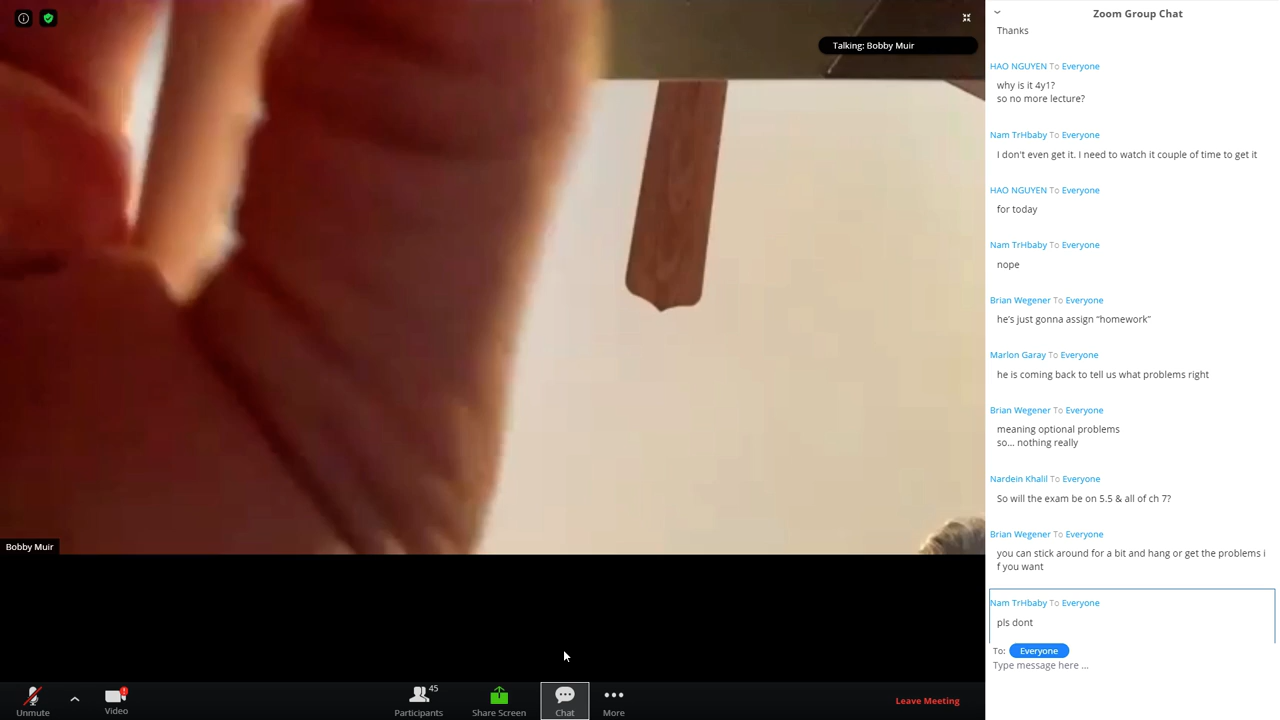 Talking: Bobby Muir
Bobby Muir
Unmute
Video
45
Participants
Share Screen
Chat
More
Leave Meeting
Zoom Group Chat
Thanks
HAO NGUYEN To Everyone
why is it 4y1?
so no more lecture?
Nam TrHbaby To Everyone
I don't even get it. I need to watch it couple of time to get it
HAO NGUYEN To Everyone
for today
Nam TrHbaby To Everyone
nope
Brian Wegener To Everyone
he’s just gonna assign “homework”
Marlon Garay To Everyone
he is coming back to tell us what problems right
Brian Wegener To Everyone
meaning optional problems
so... nothing really
Nardein Khalil To Everyone
So will the exam be on 5.5 & all of ch 7?
Brian Wegener To Everyone
you can stick around for a bit and hang or get the problems i
f you want
Nam TrHbaby To Everyone
pls dont
To: Everyone
Type message here ...